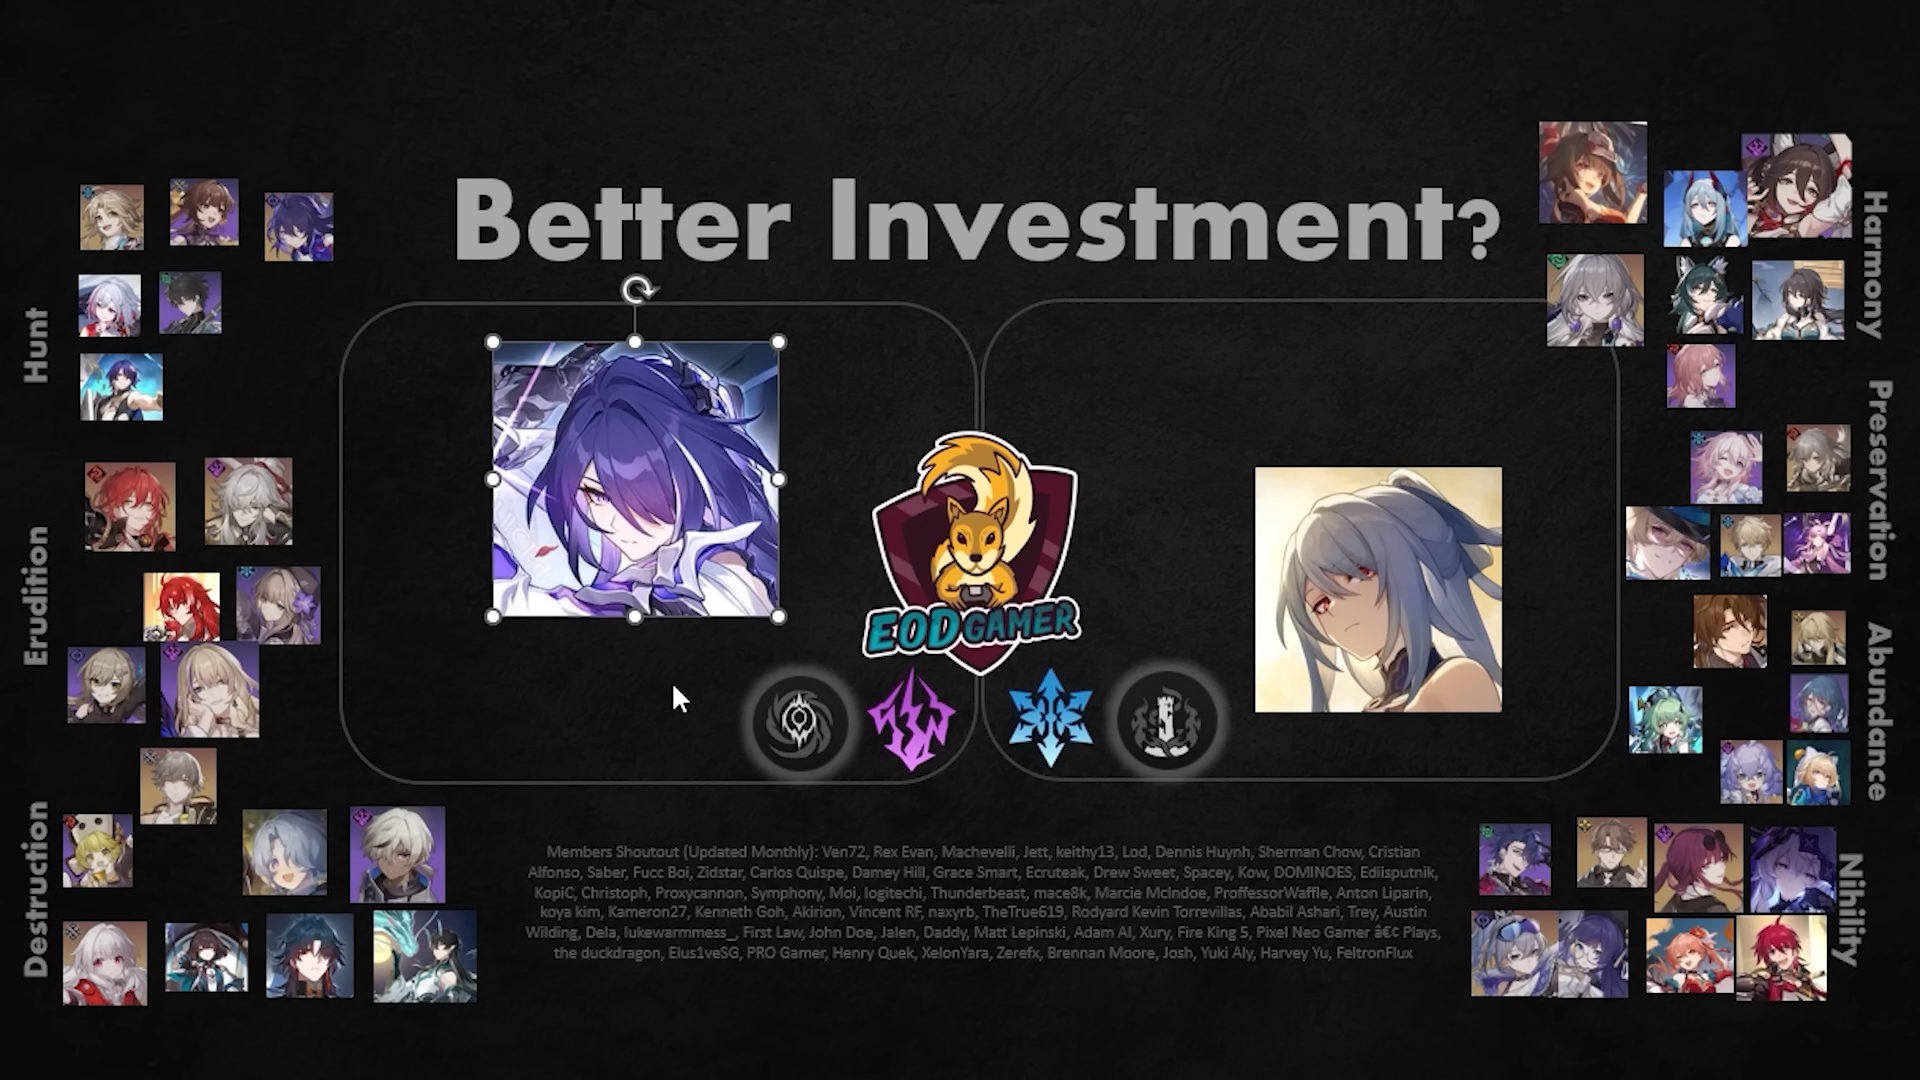 Better Investment?
Hunt
Erudition
Destruction
Harmony
Preservation
Abundance
Nihility
EOD GAMER
Members Shoutout (Updated Monthly): Ven72, Rex Evan, Machevelli, Jett, keithy13, Lod, Dennis Huynh, Sherman Chow, Cristian
Alfonso, Saber, Fucc Boi, Zidstar, Carlos Quispe, Damey Hill, Grace Smart, Ecruteak, Drew Sweet, Spacey, Kow, DOMINOES, Ediisputnik,
KopiC, Christoph, Proxycannon, Symphony, Moi, logitechi, Thunderbeast, mace8k, Marcie McIndoe, ProffessorWaffle, Anton Liparin,
koya kim, Kameron27, Kenneth Goh, Akirion, Vincent RF, naxyrb, TheTrue619, Rodyard Kevin Torrevillas, Ababil Ashari, Trey, Austin
Wilding, Dela, lukewarmmess_, First Law, John Doe, Jalen, Daddy, Matt Lepinski, Adam Al, Xury, Fire King 5, Pixel Neo Gamer â€¢ Plays,
the duckdragon, Elus1veSG, PRO Gamer, Henry Quek, XelonYara, Zerefx, Brennan Moore, Josh, Yuki Aly, Harvey Yu, FeltronFlux